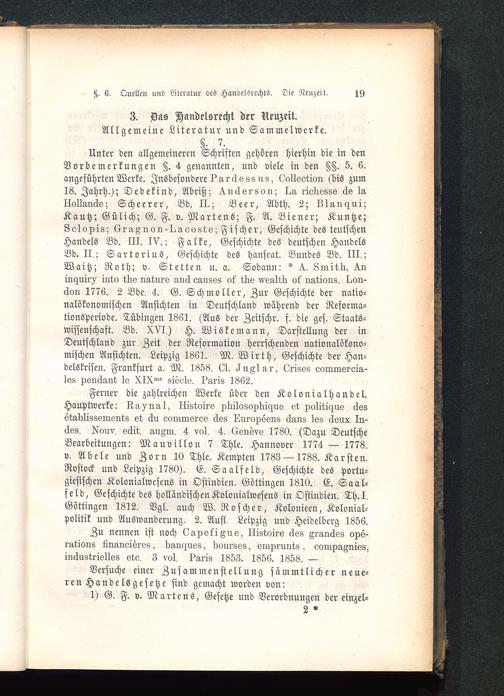 §. 6. Quellen und Literatur des Handelsrechts. Die Neuzeit. 19
3. Das Handelsrecht der Neuzeit.
Allgemeine Literatur und Sammelwerke.
§. 7.
Unter den allgemeineren Schriften gehören hierhin die in den
Vorbemerkungen §. 4 genannten, und viele in den §§. 5. 6.
angeführten Werke. Insbesondere Pardessus, Collection (bis zum
18. Jahrh.); Dedekind, Abriß; Anderson; La richesse de la
Hollande; Scheerer, Bd. II.; Beer, Abth. 2; Blanqui;
Kautz; Gülich; G. F. v. Martens; F. A. Biener; Kuntze;
Sclopis; Gragnon-Lacoste; Fischer, Geschichte des teutschen
Handels Bd. III. IV.; Falke, Geschichte des deutschen Handels
Bd. II.; Sartorius, Geschichte des hanseat. Bundes Bd. III.;
Waitz; Roth; v. Stetten u. a. Sodann: * A. Smith, An
inquiry into the nature and causes of the wealth of nations. Lon-
don 1776. 2 Bde. 4. G. Schmoller, Zur Geschichte der natio-
nalökonomischen Ansichten in Deutschland während der Reforma-
tionsperiode. Tübingen 1861. (Aus der Zeitschr. f. die ges. Staats-
wissenschaft. Bd. XVI.) H. Wiskemann, Darstellung der in
Deutschland zur Zeit der Reformation herrschenden nationalökono-
mischen Ansichten. Leipzig 1861. M. Wirth, Geschichte der Han-
delskrisen. Frankfurt a. M. 1858. Cl. Juglar, Crises commercia-
les pendant le XIXme siècle. Paris 1862.
Ferner die zahlreichen Werke über den Kolonialhandel.
Hauptwerke: Raynal, Histoire philosophique et politique des
établissements et du commerce des Européens dans les deux In-
des. Nouv. edit. augm. 4 vol. 4. Genève 1780. (Dazu Deutsche
Bearbeitungen: Mauvillon 7 Thle. Hannover 1774 — 1778.
v. Abele und Zorn 10 Thle. Kempten 1783 — 1788. Karsten.
Rostock und Leipzig 1780). E. Saalfeld, Geschichte des portu-
giesischen Kolonialwesens in Ostindien. Göttingen 1810. E. Saal-
feld, Geschichte des holländischen Kolonialwesens in Ostindien. Th. I.
Göttingen 1812. Vgl. auch W. Roscher, Kolonieen, Kolonial-
politik und Auswanderung. 2. Aufl. Leipzig und Heidelberg 1856.
Zu nennen ist noch Capefigue, Histoire des grandes opé-
rations financières, banques, bourses, emprunts, compagnies,
industrielles etc. 3 vol. Paris 1853. 1856. 1858. —
Versuche einer Zusammenstellung sämmtlicher neue-
ren Handelsgesetze sind gemacht worden von:
1) G. F. v. Martens, Gesetze und Verordnungen der einzel-
2 *